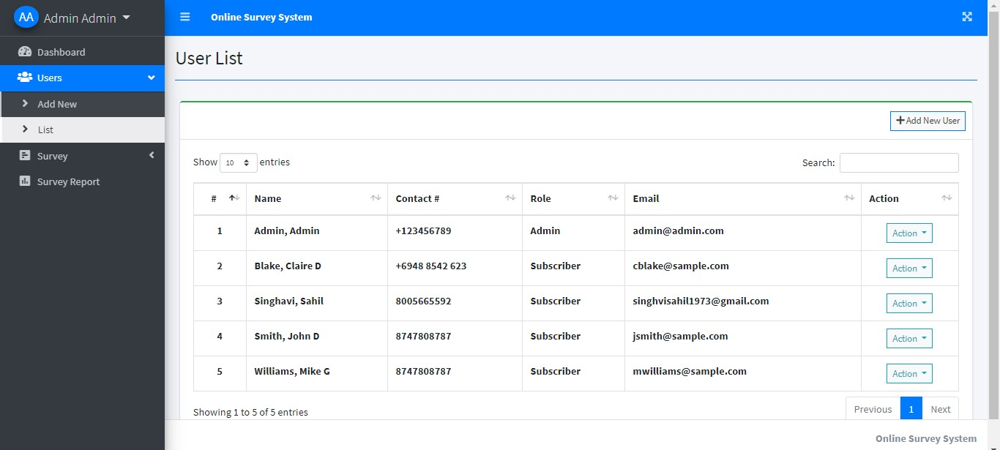 AA Admin Admin
Online Survey System
Dashboard
Users
Add New
List
Survey
Survey Report
User List
Add New User
Show 10 entries
Search:
# Name Contact # Role Email Action
1 Admin, Admin +123456789 Admin admin@admin.com Action
2 Blake, Claire D +6948 8542 623 Subscriber cblake@sample.com Action
3 Singhavi, Sahil 8005665592 Subscriber singhvisahil1973@gmail.com Action
4 Smith, John D 8747808787 Subscriber jsmith@sample.com Action
5 Williams, Mike G 8747808787 Subscriber mwilliams@sample.com Action
Showing 1 to 5 of 5 entries
Previous 1 Next
Online Survey System